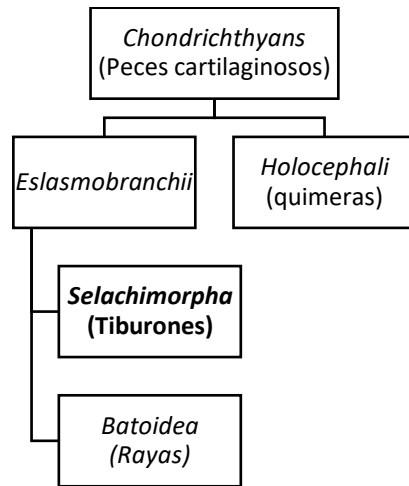 Chondrichthyans
(Peces cartilaginosos)
Eslasmobranchii
Holocephali
(quimeras)
Selachimorpha
(Tiburones)
Batoidea
(Rayas)